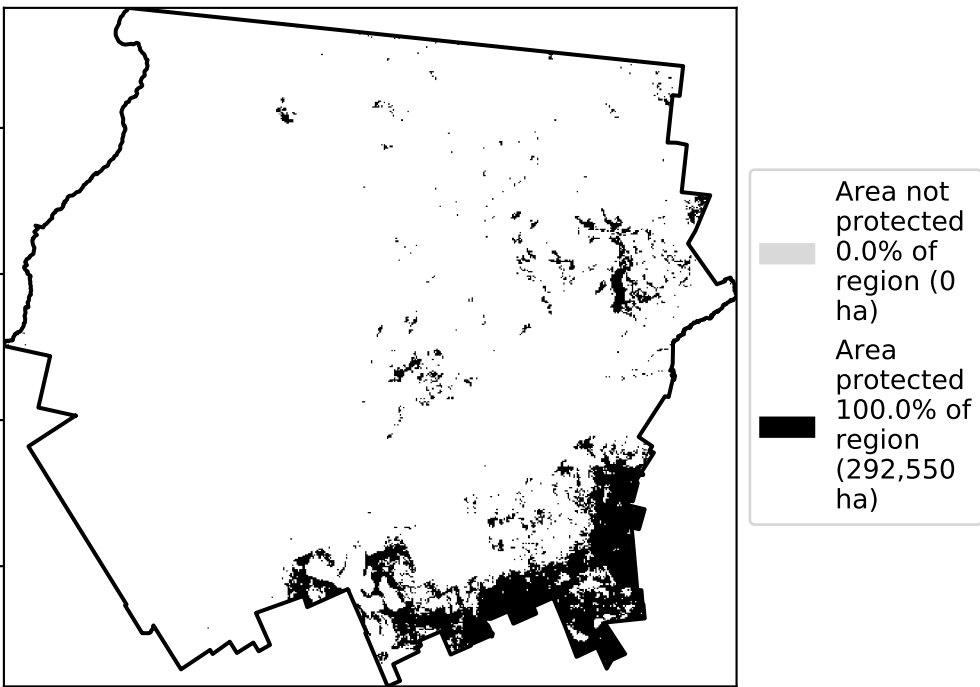 Area not
protected
0.0% of
region (0
ha)
Area
protected
100.0% of
region
(292,550
ha)